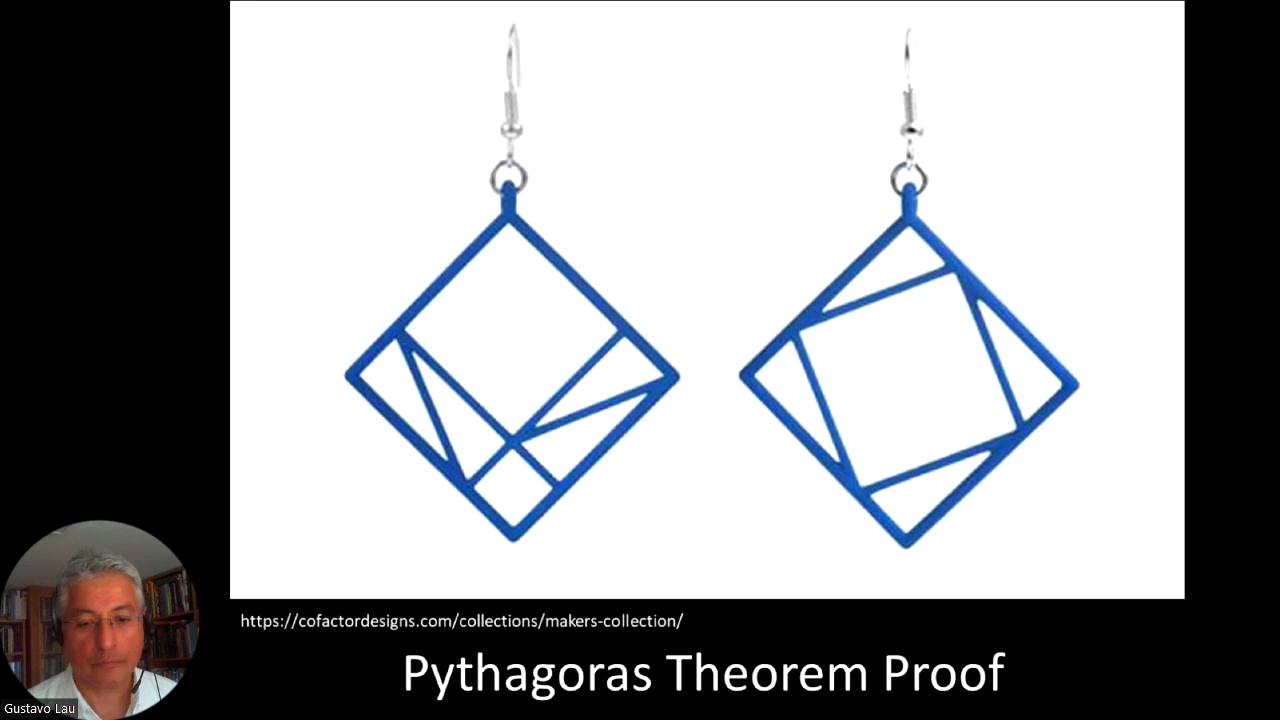 https://cofactordesigns.com/collections/makers-collection/
Pythagoras Theorem Proof
Gustavo Lau